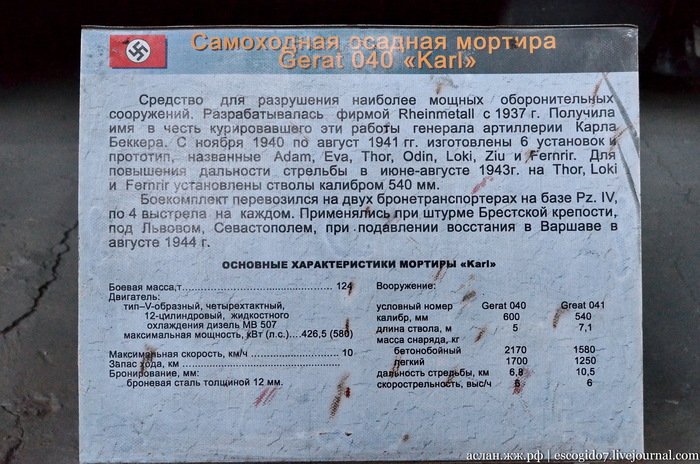 Самоходная осадная мортира
Gerat 040 «Karl»
Средство для разрушения наиболее мощных оборонительных
сооружений. Разрабатывалась фирмой Rheinmetall с 1937 г. Получила
имя в честь курировавшего эти работы генерала артиллерии Карла
Беккера. С ноября 1940 по август 1941 гг. изготовлены 6 установок и
прототип, названные Adam, Eva, Thor, Odin, Loki, Ziu и Fernrir. Для
повышения дальности стрельбы в июне-августе 1943г. на Thor, Loki
и Fernrir установлены стволы калибром 540 мм.
Боекомплект перевозился на двух бронетранспортерах на базе Pz. IV,
по 4 выстрела на каждом. Применялись при штурме Брестской крепости,
под Львовом, Севастополем, при подавлении восстания в Варшаве в
августе 1944 г.
ОСНОВНЫЕ ХАРАКТЕРИСТИКИ МОРТИРЫ «Karl»
Боевая масса,т........................................ 124
Двигатель:
тип–V-образный, четырехтактный,
12-цилиндровый, жидкостного
охлаждения дизель MB 507
максимальная мощность, кВт (л.с.)....426,5 (580)
Максимальная скорость, км/ч ........................ 10
Запас хода, км ..........................................
Бронирование, мм:
броневая сталь толщиной 12 мм.
Вооружение:
условный номер Gerat 040 Great 041
калибр, мм 600 540
длина ствола, м 5 7,1
масса снаряда, кг
бетонобойный 2170 1580
легкий 1700 1250
дальность стрельбы, км 6,8 10,5
скорострельность, выс/ч 6 6
аслан.жж.рф | escogido7.livejournal.com